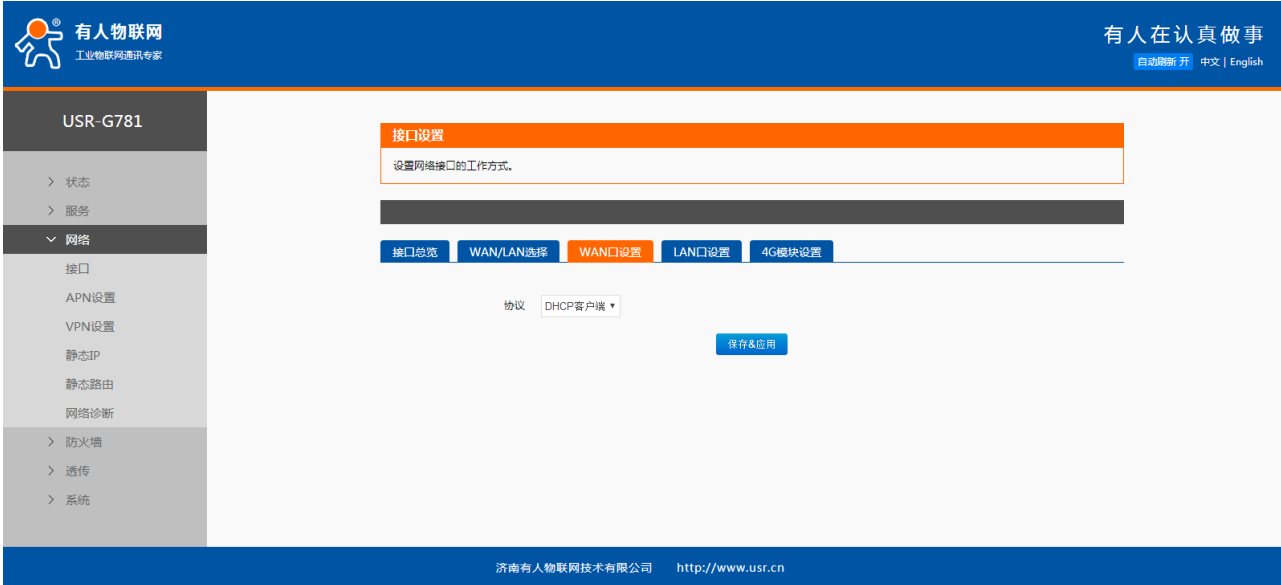 有人物联网
工业物联网通讯专家
有人在认真做事
自动刷新 开 中文 | English
USR-G781
状态
服务
网络
接口
APN设置
VPN设置
静态IP
静态路由
网络诊断
防火墙
透传
系统
接口设置
设置网络接口的工作方式。
接口总览 WAN/LAN选择 WAN口设置 LAN口设置 4G模块设置
协议 DHCP客户端
保存&应用
济南有人物联网技术有限公司 http://www.usr.cn